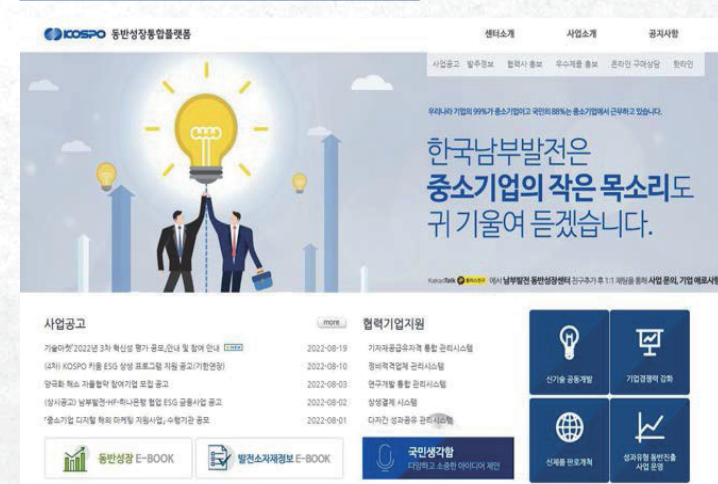 KOSPO 동반성장통합플랫폼
센터소개 사업소개 공지사항
사업공고 발주정보 협력사 홍보 우수제품 홍보 온라인 구매상담 핫라인
우리나라 기업의 99%가 중소기업이고 국민의 88%는 중소기업에서 근무하고 있습니다.
한국남부발전은
중소기업의 작은 목소리도
귀 기울여 듣겠습니다.
KakaoTalk 플러스친구 에서 남부발전 동반성장센터 친구추가 후 1:1 채팅을 통해 사업 문의, 기업 애로사항
사업공고 more
기술마켓「2022년 3차 혁신성 평가 공모」안내 및 참여 안내 NEW 2022-08-19
(4차) KOSPO 키움 ESG 상생 프로그램 지원 공고(기한연장) 2022-08-10
양극화 해소 자율협약 참여기업 모집 공고 2022-08-03
(상시공고) 남부발전-HF-하나은행 협업 ESG 금융사업 공고 2022-08-02
「중소기업 디지털 해외 마케팅 지원사업」 수행기관 공모 2022-08-01
협력기업지원
기자재공급유자격 통합 관리시스템
정비적격업체 관리시스템
연구개발 통합 관리시스템
상생결제 시스템
다자간 성과공유 관리시스템
신기술 공동개발
기업경쟁력 강화
신제품 판로개척
성과유형 동반진출
사업 운영
동반성장 E-BOOK
발전소자재정보 E-BOOK
국민생각함
다양하고 소중한 아이디어 제안